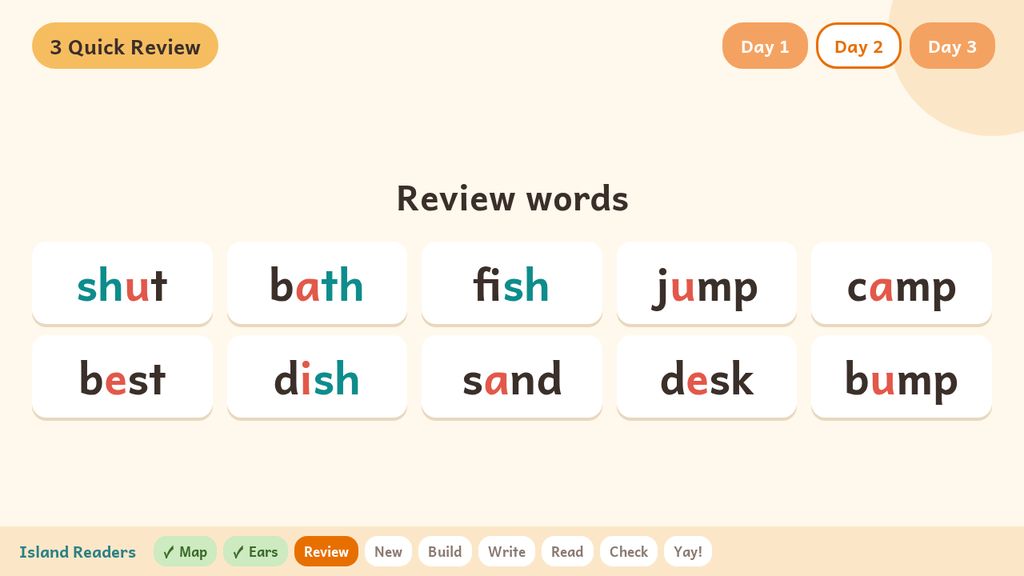 3 Quick Review
Day 1 Day 2 Day 3
Review words
shut bath fish jump camp
best dish sand desk bump
Island Readers ✓ Map ✓ Ears Review New Build Write Read Check Yay!